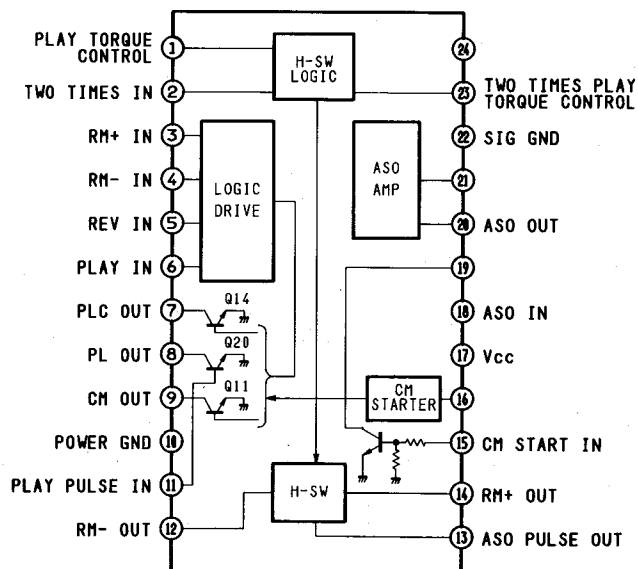 PLAY TORQUE
CONTROL
1
TWO TIMES IN
2
RM+ IN
3
RM- IN
4
REV IN
5
PLAY IN
6
PLC OUT
7
PL OUT
8
CM OUT
9
POWER GND
10
PLAY PULSE IN
11
RM- OUT
12
H-SW
LOGIC
LOGIC
DRIVE
ASO
AMP
Q14
Q20
Q11
CM
STARTER
H-SW
24
23
TWO TIMES PLAY
TORQUE CONTROL
22
SIG GND
21
20
ASO OUT
19
18
ASO IN
17
Vcc
16
15
CM START IN
14
RM+ OUT
13
ASO PULSE OUT